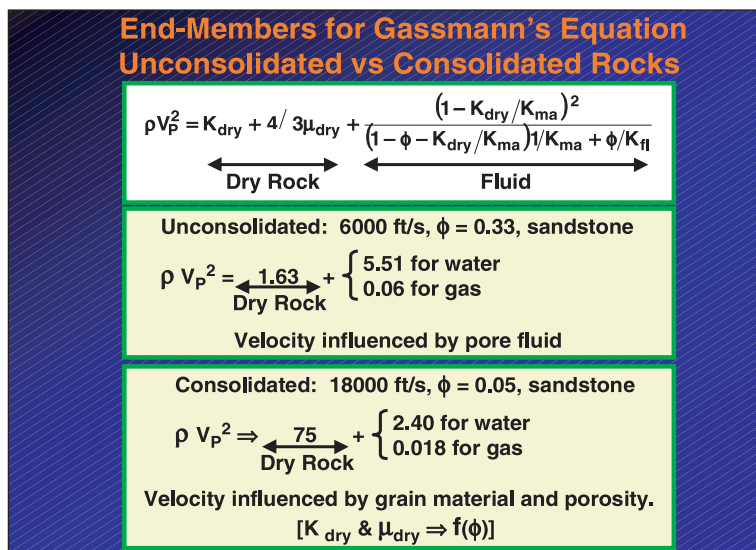 End-Members for Gassmann's Equation
Unconsolidated vs Consolidated Rocks
ρV_P^2 = K_dry + 4/3μ_dry + (1 - K_dry/K_ma)^2 / (1 - ϕ - K_dry/K_ma)1/K_ma + ϕ/K_fl
Dry Rock Fluid
Unconsolidated: 6000 ft/s, ϕ = 0.33, sandstone
ρ V_P^2 = 1.63 + { 5.51 for water
0.06 for gas
Dry Rock
Velocity influenced by pore fluid
Consolidated: 18000 ft/s, ϕ = 0.05, sandstone
ρ V_P^2 ⇒ 75 + { 2.40 for water
0.018 for gas
Dry Rock
Velocity influenced by grain material and porosity.
[K_dry & μ_dry ⇒ f(ϕ)]